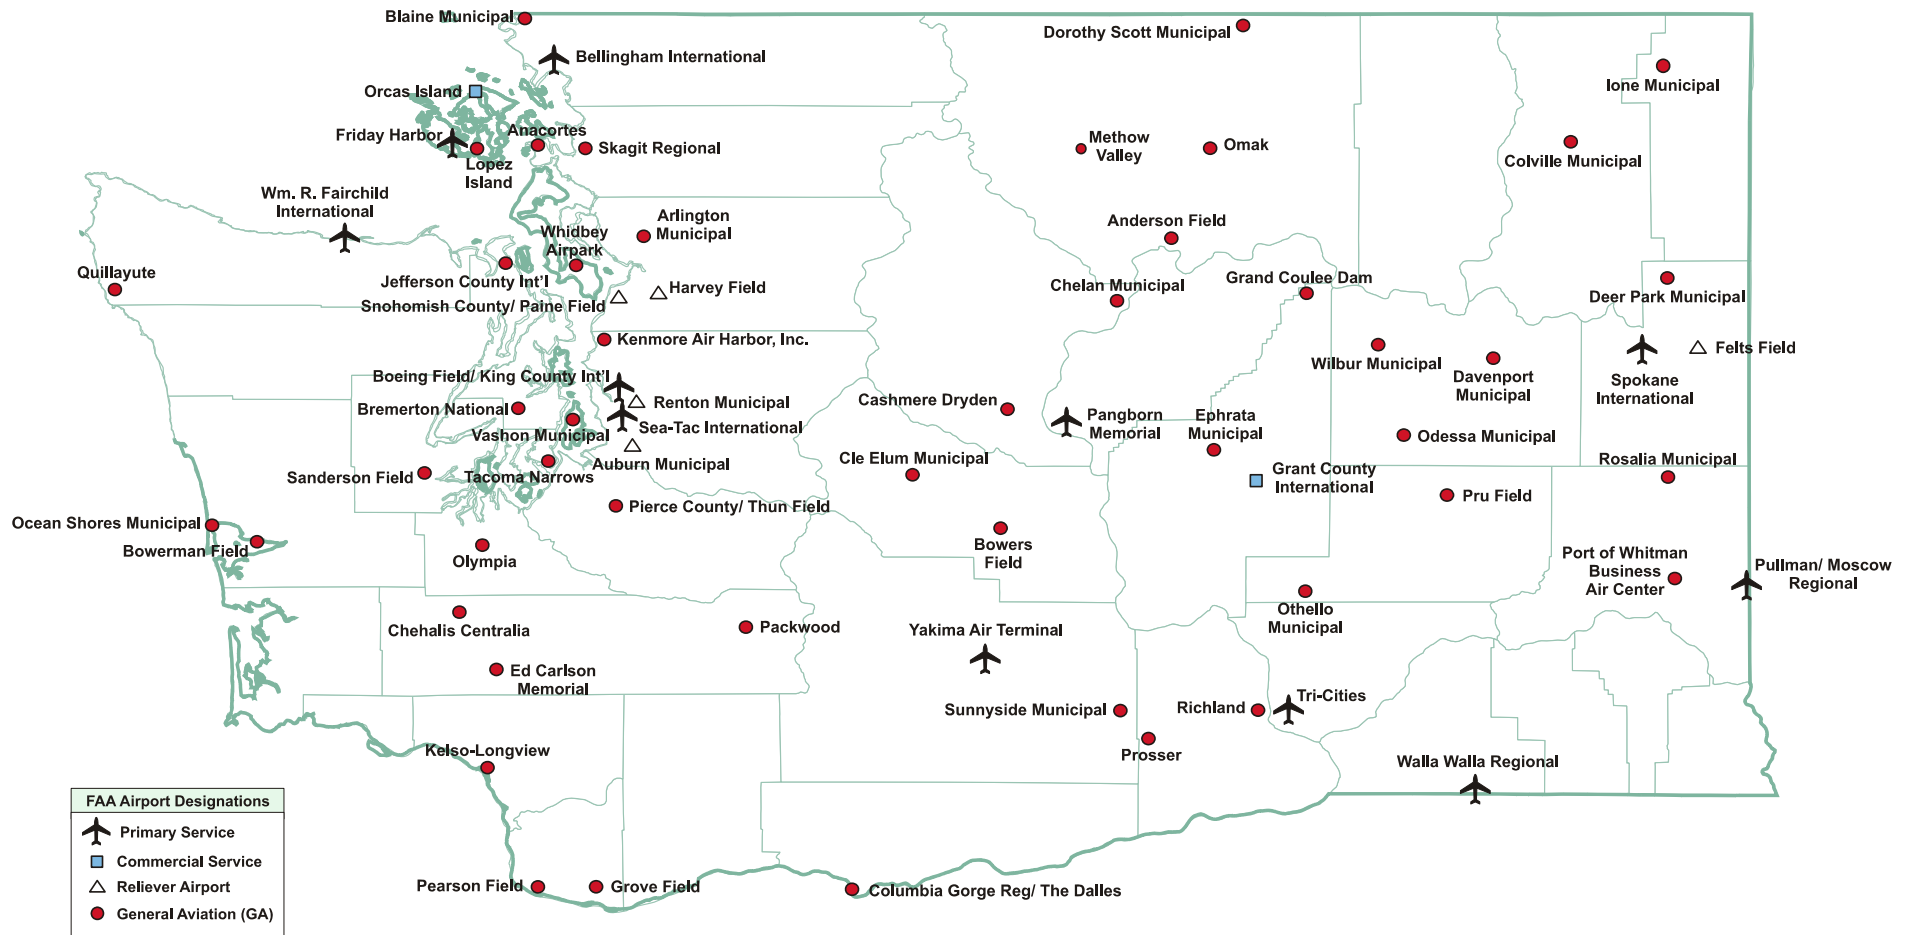 Blaine Municipal
Dorothy Scott Municipal
Bellingham International
Ione Municipal
Orcas Island
Friday Harbor
Anacortes
Skagit Regional
Lopez
Island
Methow
Valley
Omak
Colville Municipal
Wm. R. Fairchild
International
Arlington
Municipal
Whidbey
Airpark
Anderson Field
Quillayute
Jefferson County Int'l
Harvey Field
Snohomish County/ Paine Field
Chelan Municipal
Grand Coulee Dam
Deer Park Municipal
Kenmore Air Harbor, Inc.
Wilbur Municipal
Davenport
Municipal
Felts Field
Spokane
International
Boeing Field/ King County Int'l
Renton Municipal
Bremerton National
Sea-Tac International
Vashon Municipal
Auburn Municipal
Cashmere Dryden
Pangborn
Memorial
Ephrata
Municipal
Odessa Municipal
Sanderson Field
Tacoma Narrows
Cle Elum Municipal
Grant County
International
Rosalia Municipal
Pru Field
Pierce County/ Thun Field
Ocean Shores Municipal
Bowerman Field
Olympia
Bowers
Field
Port of Whitman
Business
Air Center
Pullman/ Moscow
Regional
Othello
Municipal
Chehalis Centralia
Packwood
Yakima Air Terminal
Ed Carlson
Memorial
Sunnyside Municipal
Richland
Tri-Cities
Prosser
Kelso-Longview
Walla Walla Regional
FAA Airport Designations
Primary Service
Commercial Service
Reliever Airport
General Aviation (GA)
Pearson Field
Grove Field
Columbia Gorge Reg/ The Dalles